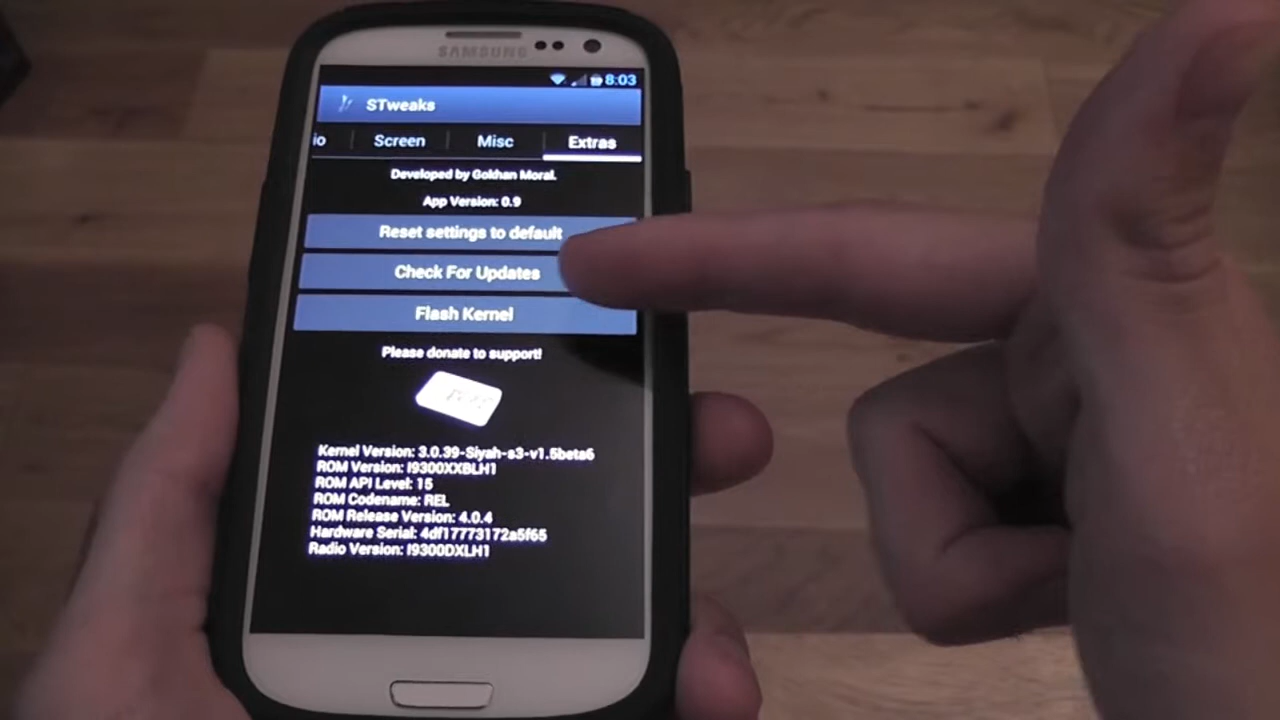 SAMSUNG
8:03
STweaks
io Screen Misc Extras
Developed by Gokhan Moral.
App Version: 0.9
Reset settings to default
Check For Updates
Flash Kernel
Please donate to support!
Kernel Version: 3.0.39-Siyah-s3-v1.5beta6
ROM Version: I9300XXBLH1
ROM API Level: 15
ROM Codename: REL
ROM Release Version: 4.0.4
Hardware Serial: 4df17773172a5f65
Radio Version: I9300DXLH1